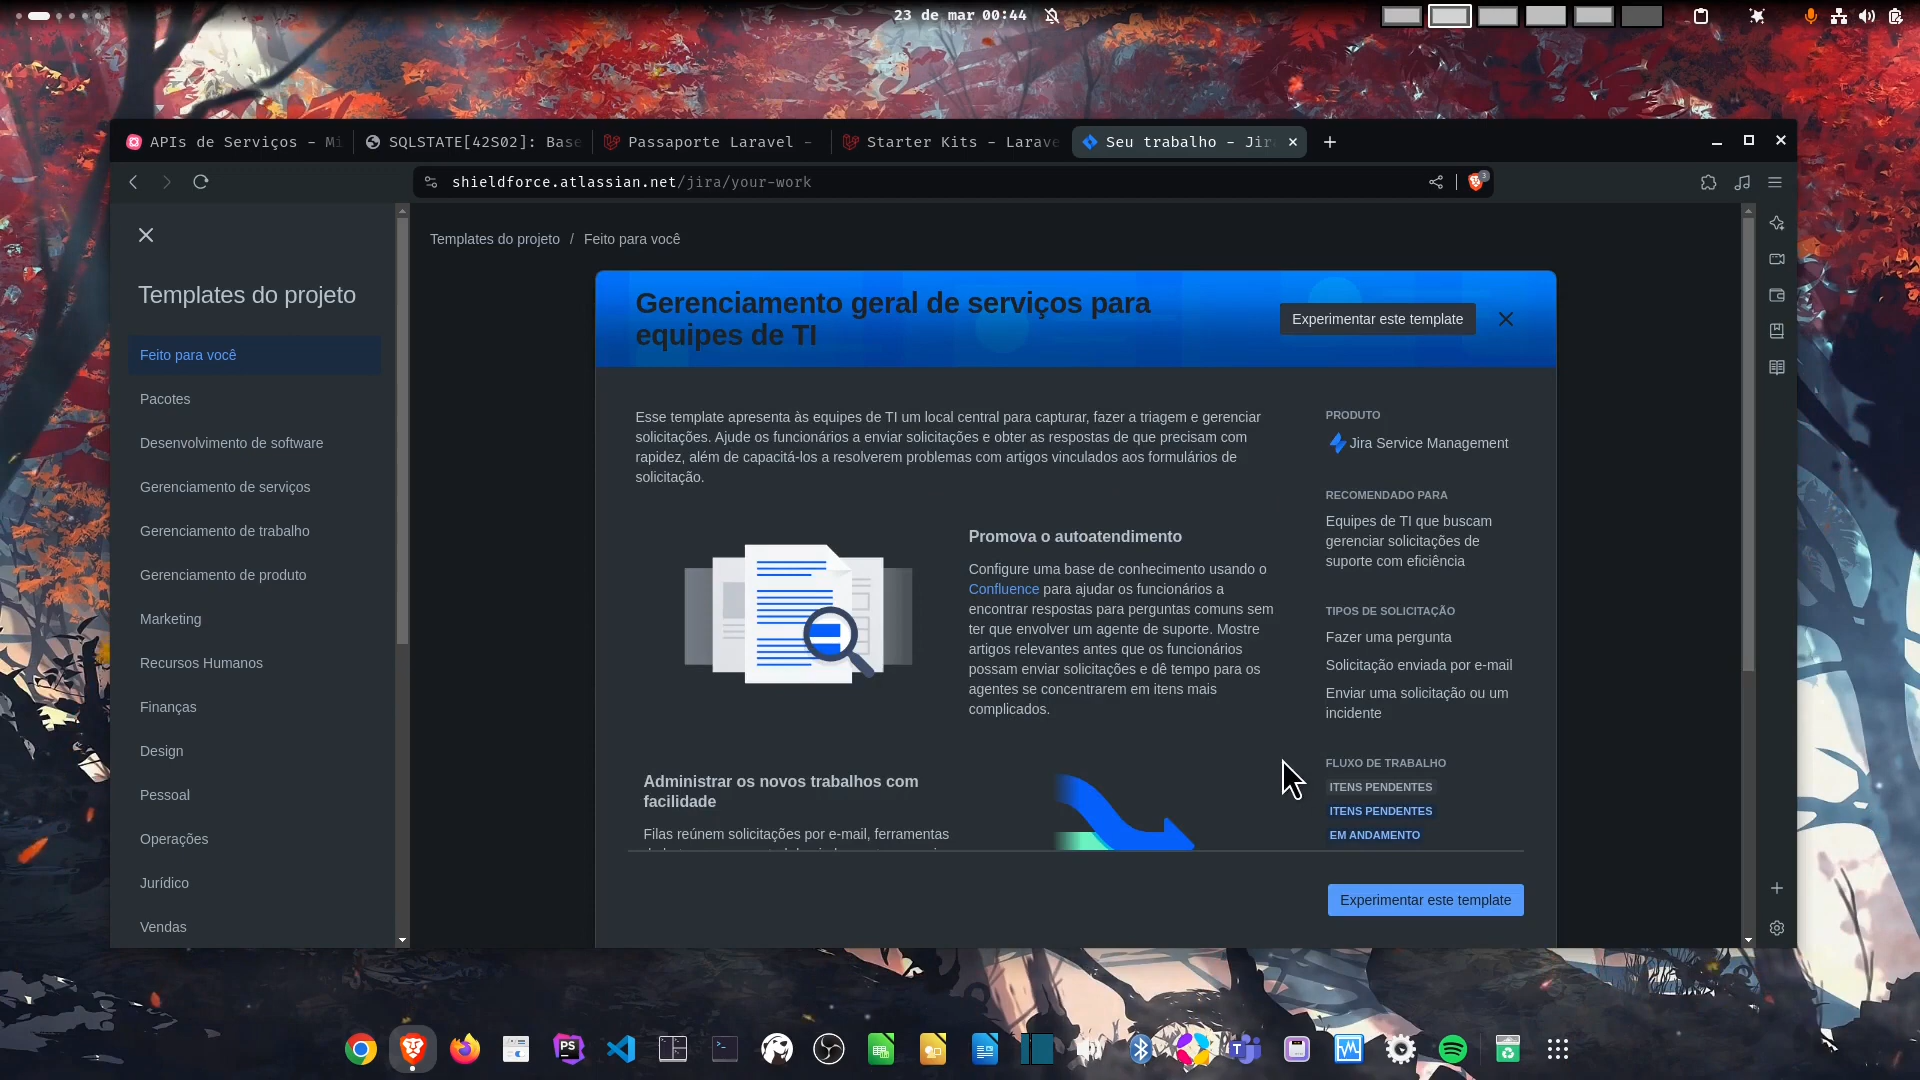 23 de mar 00:44
APIs de Serviços - Mi
SQLSTATE[42S02]: Base
Passaporte Laravel -
Starter Kits - Larave
Seu trabalho - Jir
shieldforce.atlassian.net/jira/your-work
3
Templates do projeto
Feito para você
Pacotes
Desenvolvimento de software
Gerenciamento de serviços
Gerenciamento de trabalho
Gerenciamento de produto
Marketing
Recursos Humanos
Finanças
Design
Pessoal
Operações
Jurídico
Vendas
Templates do projeto / Feito para você
Gerenciamento geral de serviços para
equipes de TI
Experimentar este template
Esse template apresenta às equipes de TI um local central para capturar, fazer a triagem e gerenciar
solicitações. Ajude os funcionários a enviar solicitações e obter as respostas de que precisam com
rapidez, além de capacitá-los a resolverem problemas com artigos vinculados aos formulários de
solicitação.
Promova o autoatendimento
Configure uma base de conhecimento usando o
Confluence para ajudar os funcionários a
encontrar respostas para perguntas comuns sem
ter que envolver um agente de suporte. Mostre
artigos relevantes antes que os funcionários
possam enviar solicitações e dê tempo para os
agentes se concentrarem em itens mais
complicados.
Administrar os novos trabalhos com
facilidade
Filas reúnem solicitações por e-mail, ferramentas
PRODUTO
Jira Service Management
RECOMENDADO PARA
Equipes de TI que buscam
gerenciar solicitações de
suporte com eficiência
TIPOS DE SOLICITAÇÃO
Fazer uma pergunta
Solicitação enviada por e-mail
Enviar uma solicitação ou um
incidente
FLUXO DE TRABALHO
ITENS PENDENTES
ITENS PENDENTES
EM ANDAMENTO
Experimentar este template
PS